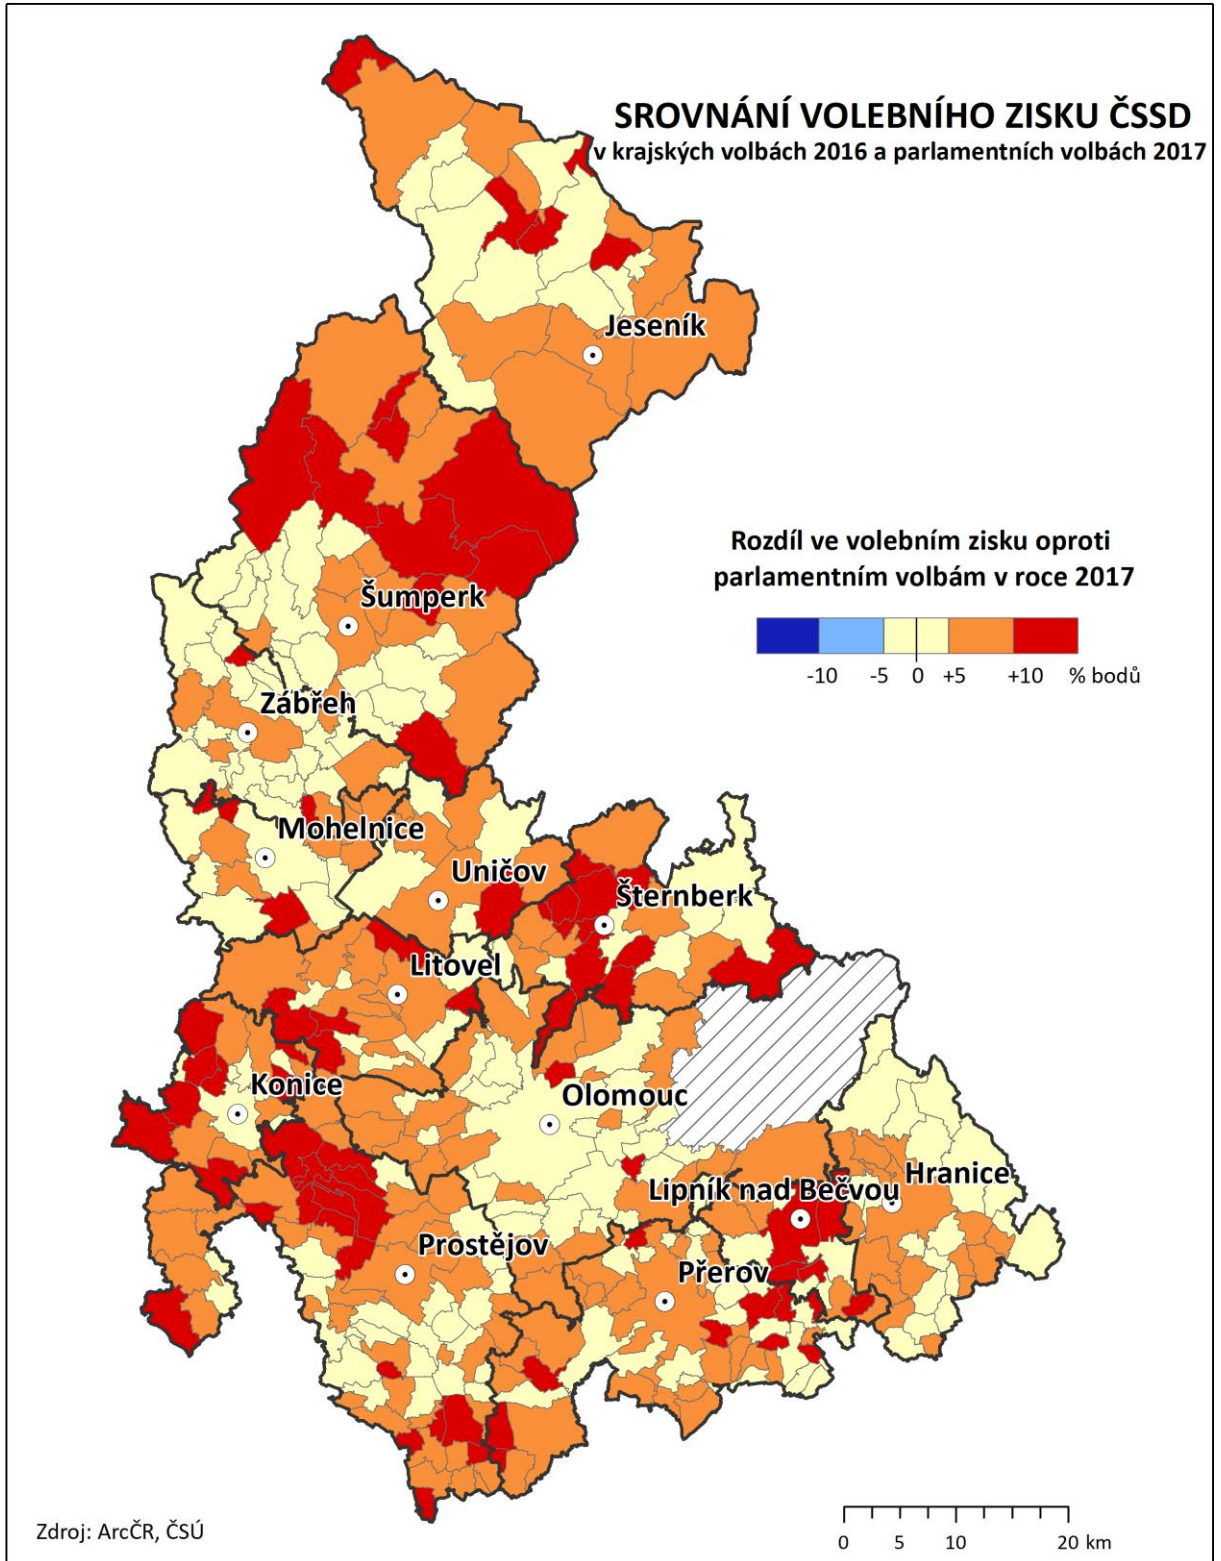 SROVNÁNÍ VOLEBNÍHO ZISKU ČSSD
v krajských volbách 2016 a parlamentních volbách 2017
Jeseník
Rozdíl ve volebním zisku oproti
parlamentním volbám v roce 2017
-10 -5 0 +5 +10 % bodů
Šumperk
Zábřeh
Mohelnice
Uničov
Šternberk
Litovel
Konice
Olomouc
Hranice
Lipník nad Bečvou
Prostějov
Přerov
Zdroj: ArcČR, ČSÚ
0 5 10 20 km